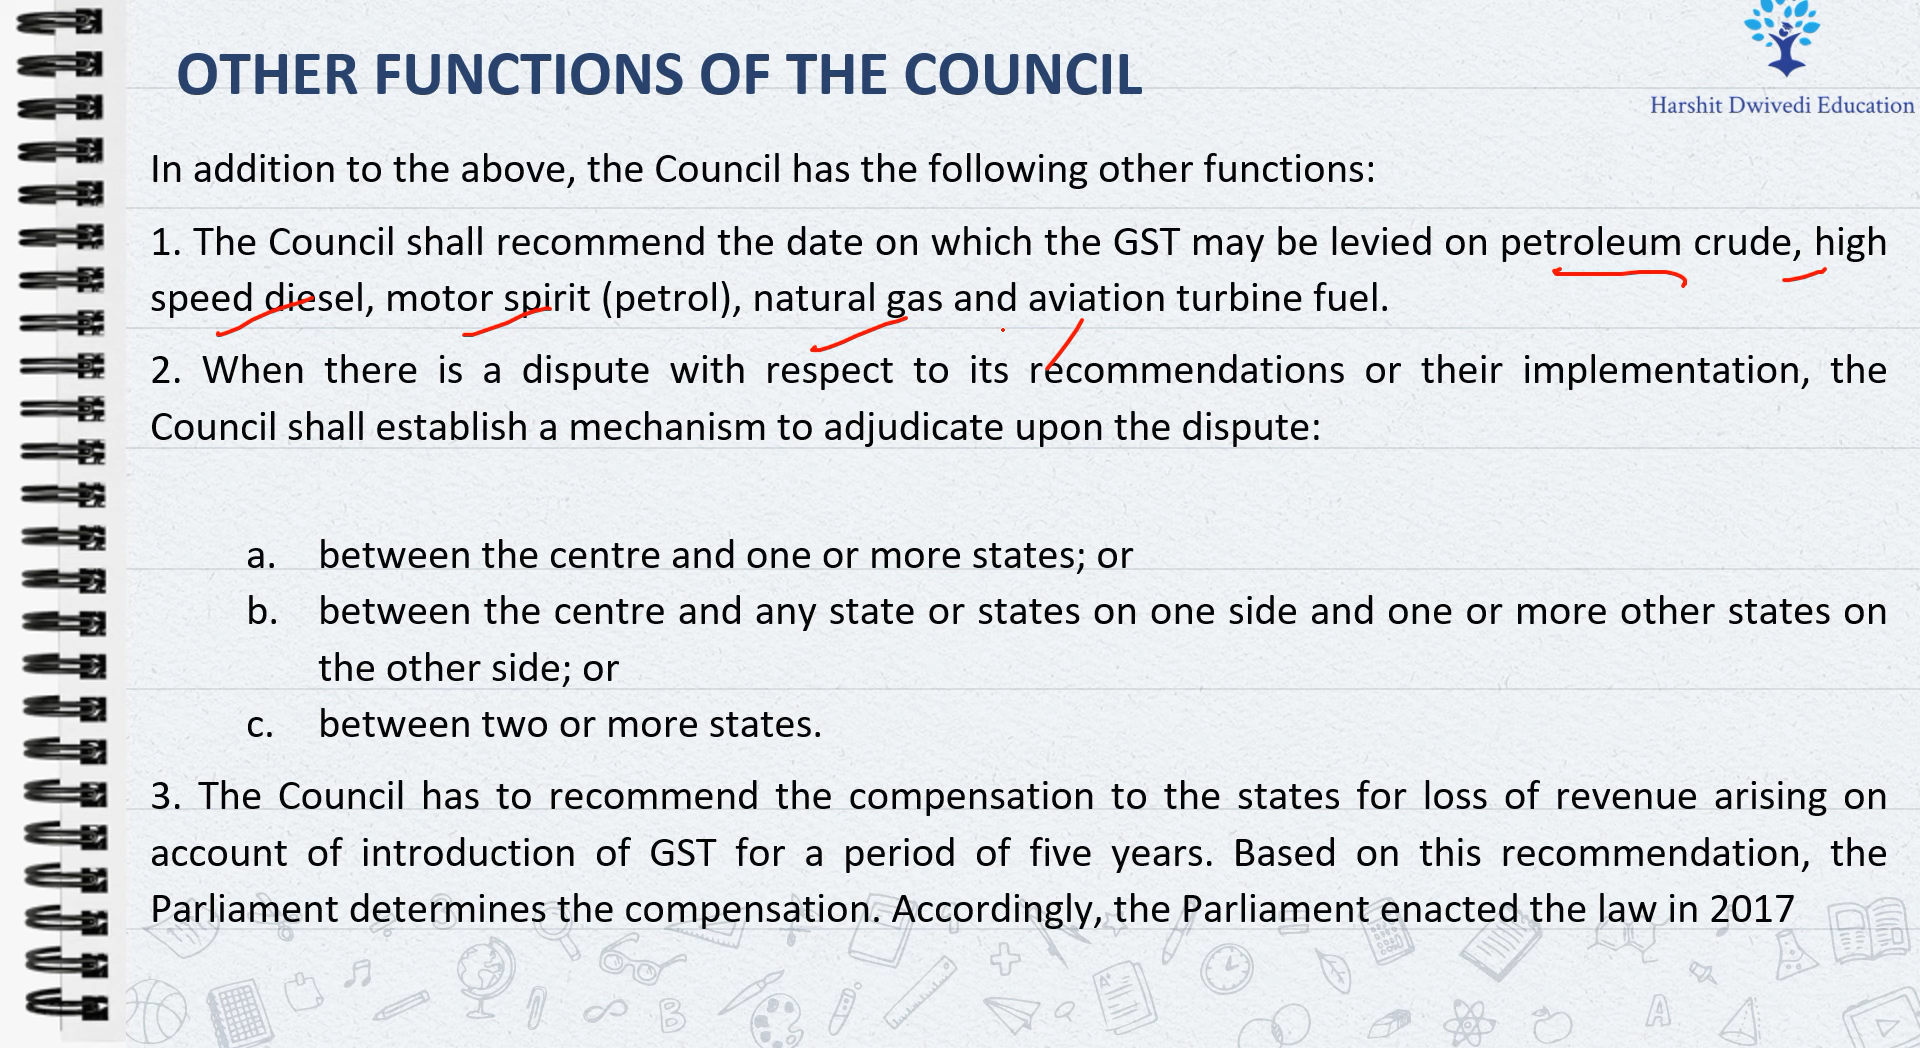 OTHER FUNCTIONS OF THE COUNCIL
Harshit Dwivedi Education
In addition to the above, the Council has the following other functions:
1. The Council shall recommend the date on which the GST may be levied on petroleum crude, high
speed diesel, motor spirit (petrol), natural gas and aviation turbine fuel.
2. When there is a dispute with respect to its recommendations or their implementation, the
Council shall establish a mechanism to adjudicate upon the dispute:
a. between the centre and one or more states; or
b. between the centre and any state or states on one side and one or more other states on
the other side; or
c. between two or more states.
3. The Council has to recommend the compensation to the states for loss of revenue arising on
account of introduction of GST for a period of five years. Based on this recommendation, the
Parliament determines the compensation. Accordingly, the Parliament enacted the law in 2017